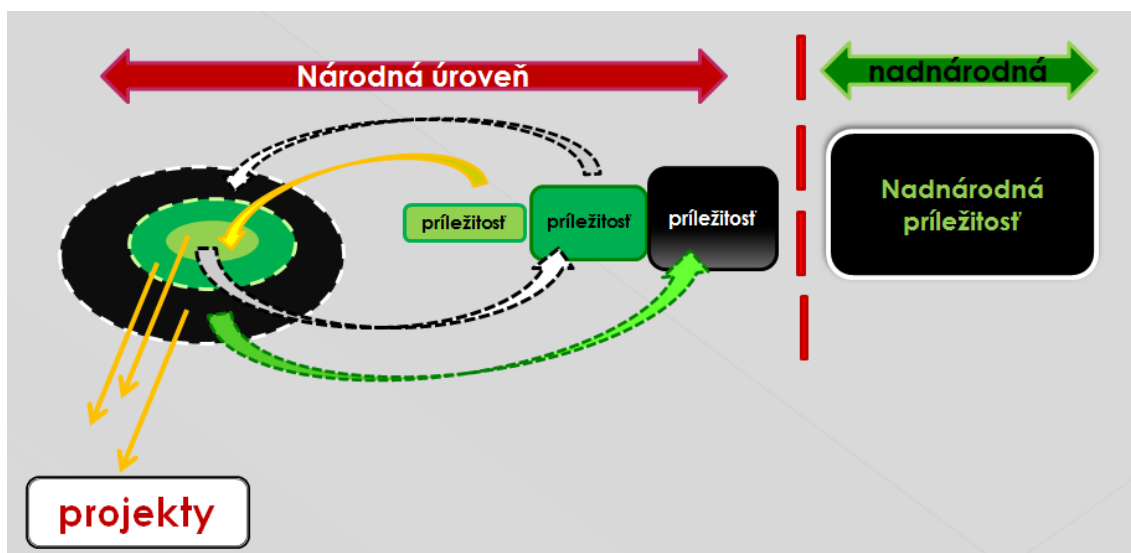 Národná úroveň
nadnárodná
príležitosť
príležitosť
príležitosť
Nadnárodná
príležitosť
projekty